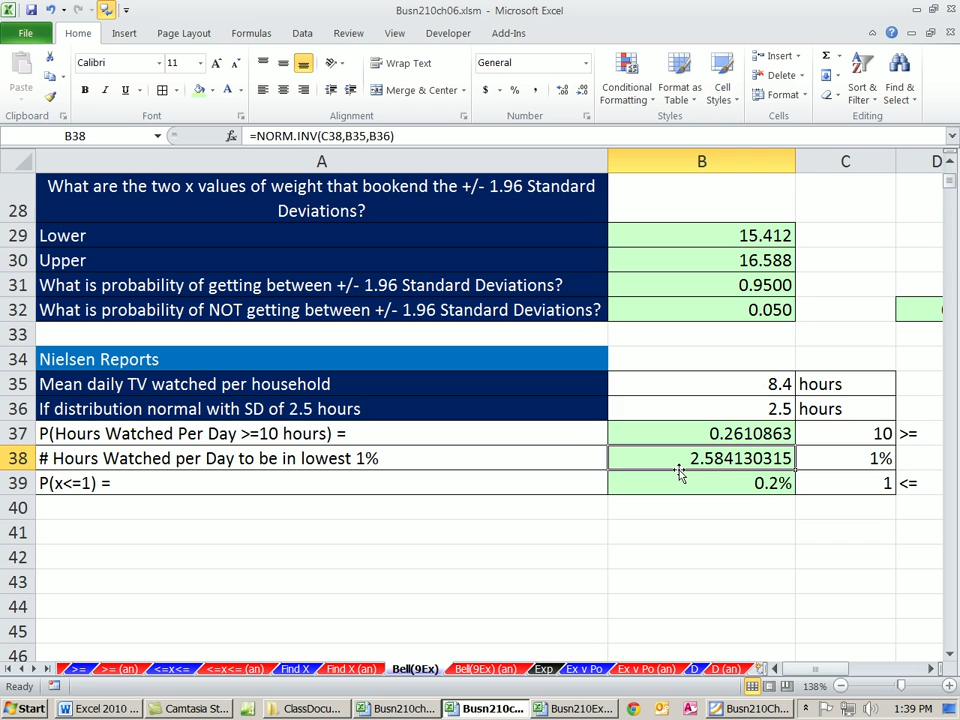 Busn210ch06.xlsm - Microsoft Excel
File Home Insert Page Layout Formulas Data Review View Developer Add-Ins
Paste
Clipboard
Calibri 11
B I U
Font
Wrap Text
Merge & Center
Alignment
General
$ % ,
Number
Conditional Formatting
Format as Table
Cell Styles
Styles
Insert
Delete
Format
Cells
Sort & Filter
Find & Select
Editing
B38 fx =NORM.INV(C38,B35,B36)
A B C D
28 What are the two x values of weight that bookend the +/- 1.96 Standard
Deviations?
29 Lower 15.412
30 Upper 16.588
31 What is probability of getting between +/- 1.96 Standard Deviations? 0.9500
32 What is probability of NOT getting between +/- 1.96 Standard Deviations? 0.050
33
34 Nielsen Reports
35 Mean daily TV watched per household 8.4 hours
36 If distribution normal with SD of 2.5 hours 2.5 hours
37 P(Hours Watched Per Day >=10 hours) = 0.2610863 10 >=
38 # Hours Watched per Day to be in lowest 1% 2.584130315 1%
39 P(x<=1) = 0.2% 1 <=
40
41
42
43
44
45
46
>= >= (an) <=x<= <=x<= (an) Find X Find X (an) Bell(9Ex) Bell(9Ex) (an) Exp Ex v Po Ex v Po (an) D D (an)
Ready 138%
Start Excel 2010 ... Camtasia St... ClassDocu... Busn210ch... Busn210c... Busn210Ex... Busn210Ch... 1:39 PM